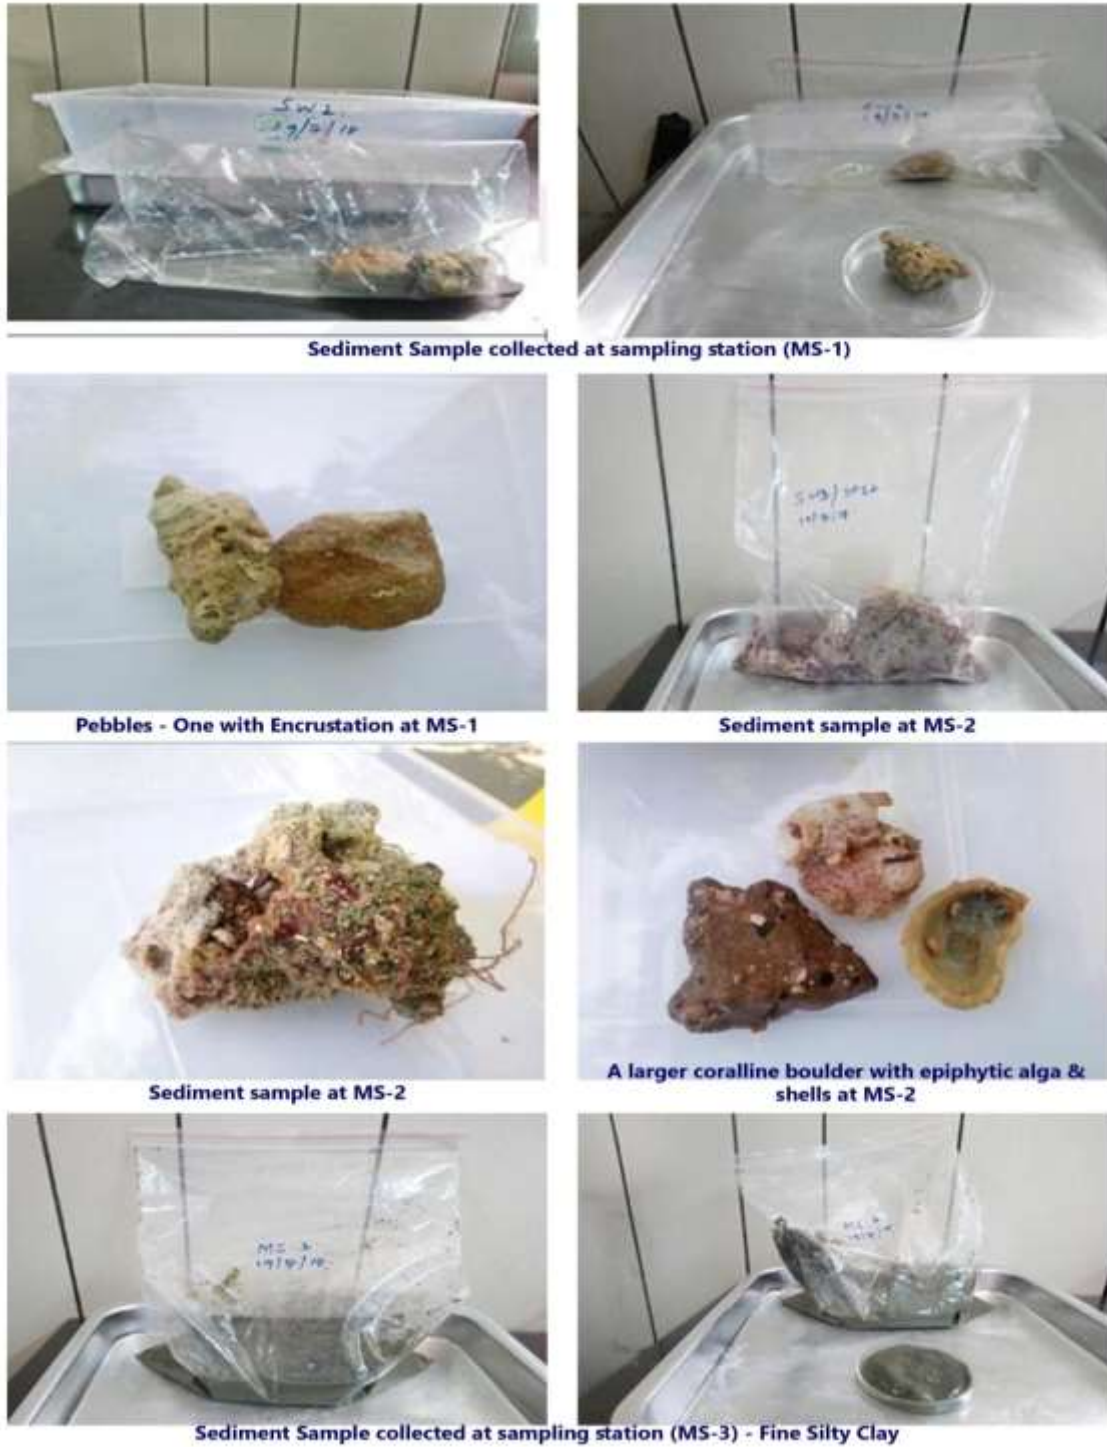 Sediment Sample collected at sampling station (MS-1)
Pebbles - One with Encrustation at MS-1
Sediment sample at MS-2
Sediment sample at MS-2
A larger coralline boulder with epiphytic alga &
shells at MS-2
Sediment Sample collected at sampling station (MS-3) - Fine Silty Clay